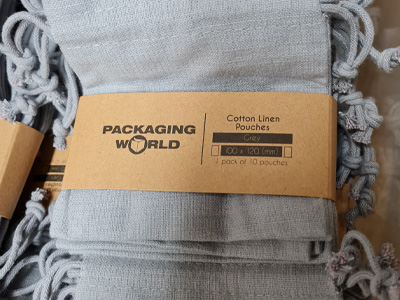 PACKAGING
WORLD
Cotton Linen
Pouches
Grey
100 x 120 (mm)
1 pack of 10 pouches